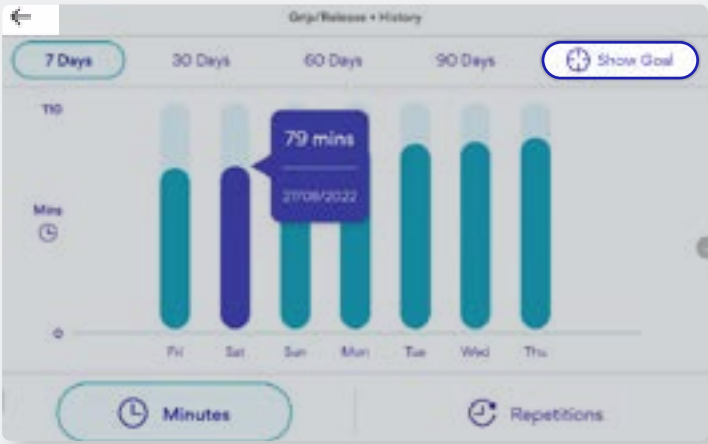 Grip/Release • History
7 Days
30 Days
60 Days
90 Days
Show Goal
110
79 mins
27/08/2022
Mins
0
Fri
Sat
Sun
Mon
Tue
Wed
Thu
Minutes
Repetitions